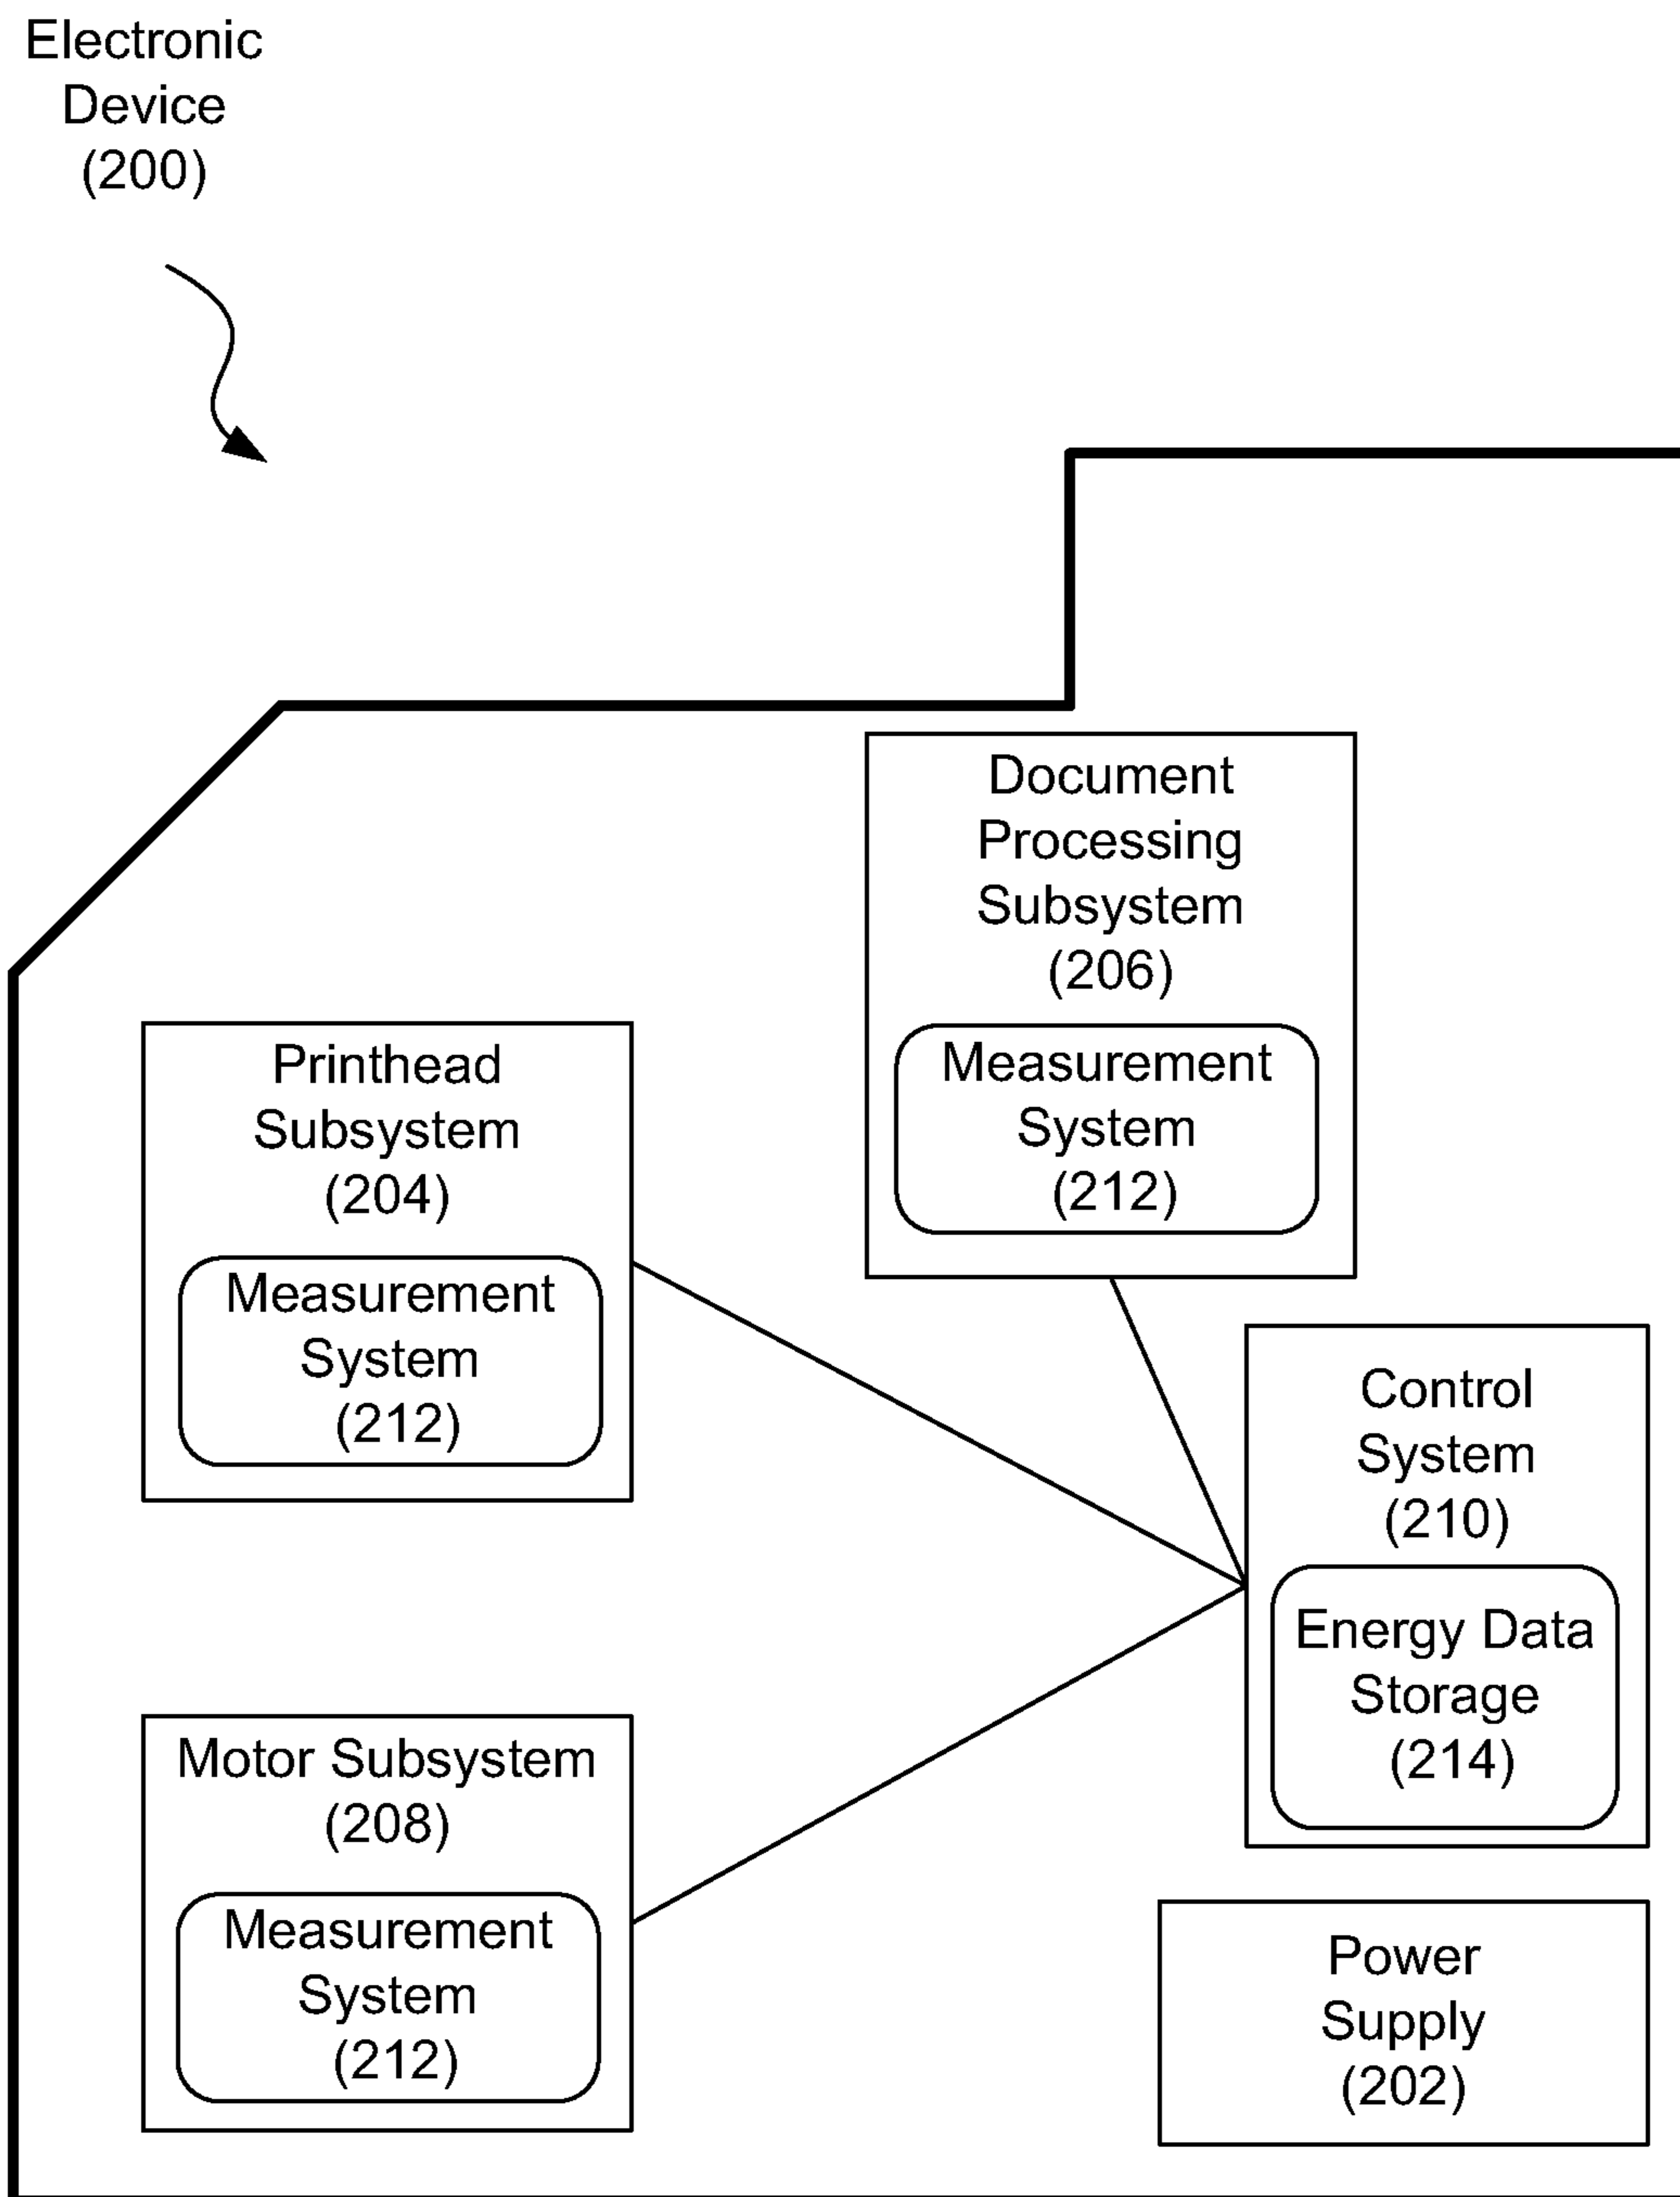 Electronic
Device
(200)
Document
Processing
Subsystem
(206)
Measurement
System
(212)
Printhead
Subsystem
(204)
Measurement
System
(212)
Control
System
(210)
Energy Data
Storage
(214)
Motor Subsystem
(208)
Measurement
System
(212)
Power
Supply
(202)